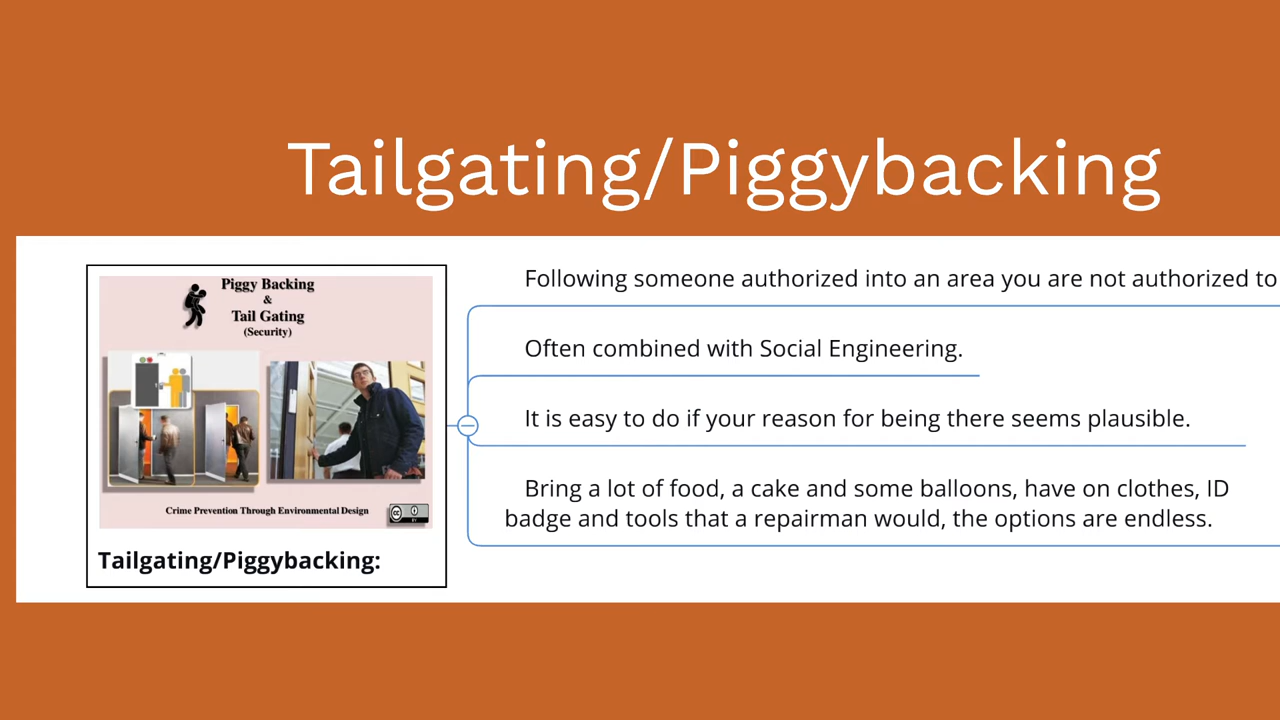 Tailgating/Piggybacking
Piggy Backing
&
Tail Gating
(Security)
Crime Prevention Through Environmental Design
cc
BY
Tailgating/Piggybacking:
Following someone authorized into an area you are not authorized to
Often combined with Social Engineering.
It is easy to do if your reason for being there seems plausible.
Bring a lot of food, a cake and some balloons, have on clothes, ID
badge and tools that a repairman would, the options are endless.